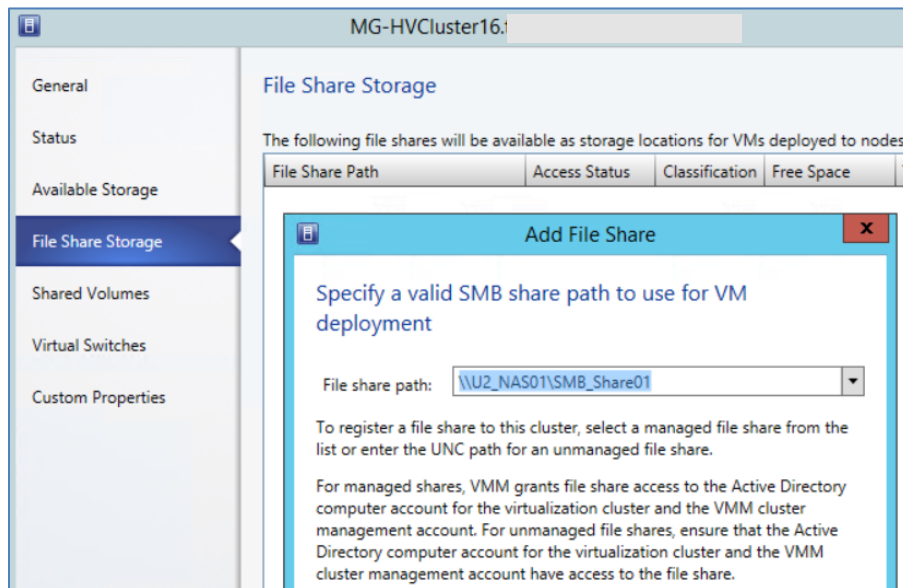 MG-HVCluster16.
General
Status
Available Storage
File Share Storage
Shared Volumes
Virtual Switches
Custom Properties
File Share Storage
The following file shares will be available as storage locations for VMs deployed to nodes
File Share Path Access Status Classification Free Space
Add File Share
x
Specify a valid SMB share path to use for VM
deployment
File share path: \\U2_NAS01\SMB_Share01
To register a file share to this cluster, select a managed file share from the
list or enter the UNC path for an unmanaged file share.
For managed shares, VMM grants file share access to the Active Directory
computer account for the virtualization cluster and the VMM cluster
management account. For unmanaged file shares, ensure that the Active
Directory computer account for the virtualization cluster and the VMM
cluster management account have access to the file share.